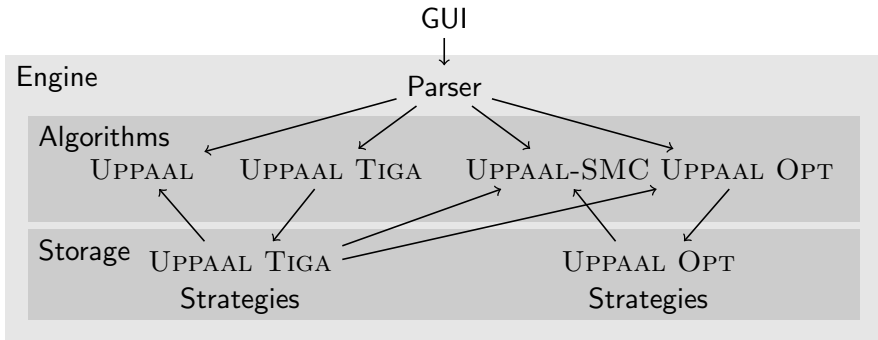 GUI
Engine
Parser
Algorithms
UPPAAL UPPAAL TIGA UPPAAL-SMC UPPAAL OPT
Storage
UPPAAL TIGA UPPAAL OPT
Strategies Strategies